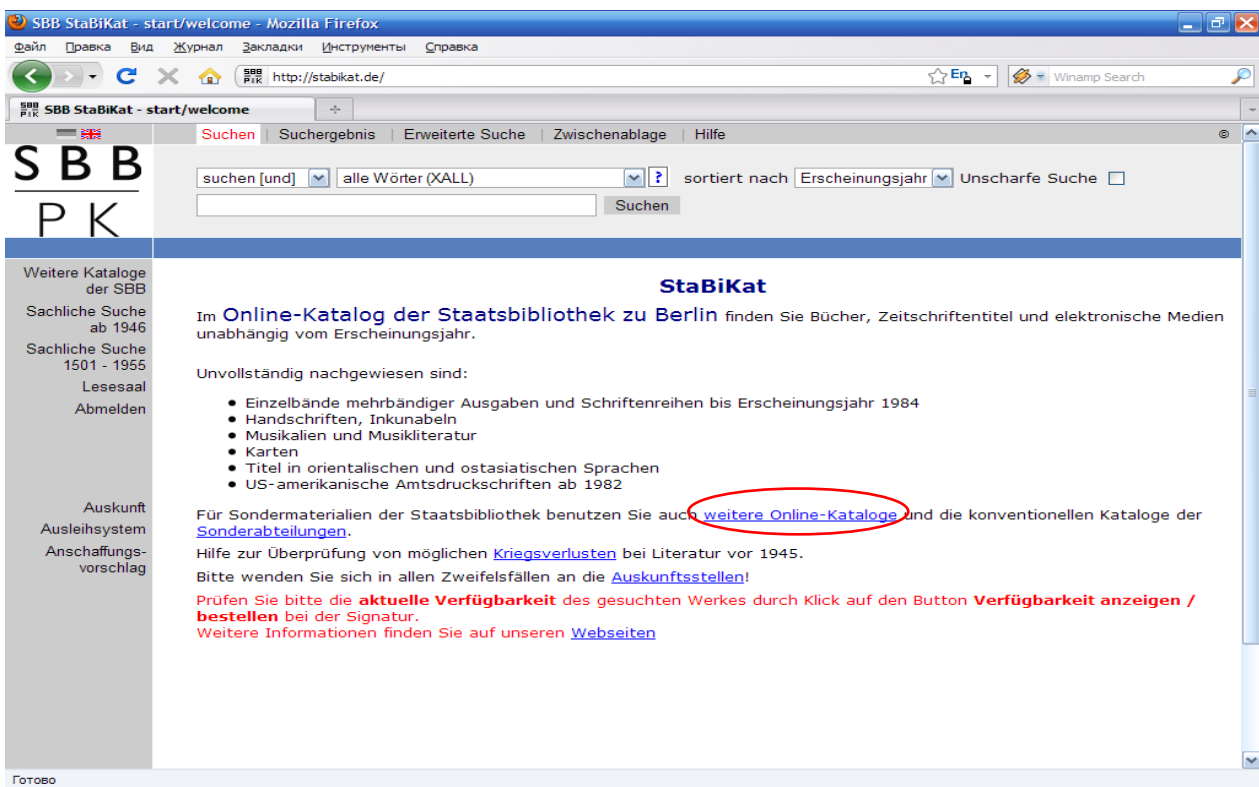 SBB StaBiKat - start/welcome - Mozilla Firefox
Файл Правка Вид Журнал Закладки Инструменты Справка
SBB PIK http://stabikat.de/ En Winamp Search
SBB PIK SBB StaBiKat - start/welcome
Suchen | Suchergebnis | Erweiterte Suche | Zwischenablage | Hilfe ©
S B B
P K
suchen [und] alle Wörter (XALL) ? sortiert nach Erscheinungsjahr Unscharfe Suche
Suchen
Weitere Kataloge
der SBB
Sachliche Suche
ab 1946
Sachliche Suche
1501 - 1955
Lesesaal
Abmelden
Auskunft
Ausleihsystem
Anschaffungs-
vorschlag
StaBiKat
Im Online-Katalog der Staatsbibliothek zu Berlin finden Sie Bücher, Zeitschriftentitel und elektronische Medien
unabhängig vom Erscheinungsjahr.
Unvollständig nachgewiesen sind:
• Einzelbände mehrbändiger Ausgaben und Schriftenreihen bis Erscheinungsjahr 1984
• Handschriften, Inkunabeln
• Musikalien und Musikliteratur
• Karten
• Titel in orientalischen und ostasiatischen Sprachen
• US-amerikanische Amtsdruckschriften ab 1982
Für Sondermaterialien der Staatsbibliothek benutzen Sie auch weitere Online-Kataloge und die konventionellen Kataloge der
Sonderabteilungen.
Hilfe zur Überprüfung von möglichen Kriegsverlusten bei Literatur vor 1945.
Bitte wenden Sie sich in allen Zweifelsfällen an die Auskunftsstellen!
Prüfen Sie bitte die aktuelle Verfügbarkeit des gesuchten Werkes durch Klick auf den Button Verfügbarkeit anzeigen /
bestellen bei der Signatur.
Weitere Informationen finden Sie auf unseren Webseiten
Готово